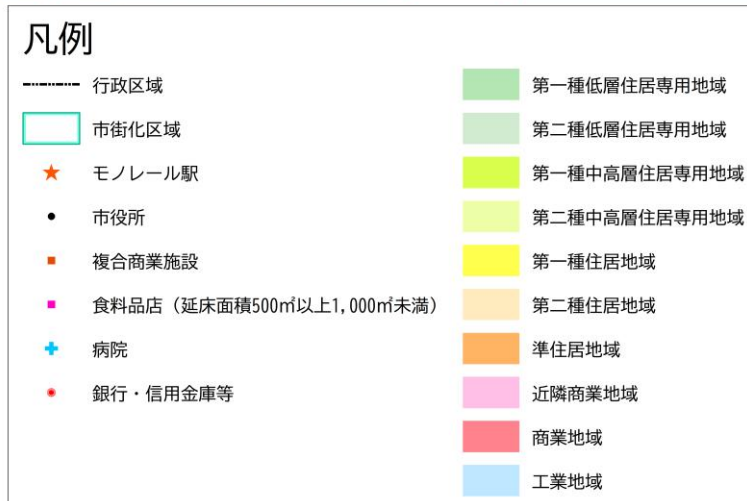 凡例
行政区域
市街化区域
モノレール駅
市役所
複合商業施設
食料品店（延床面積500㎡以上1,000㎡未満）
病院
銀行・信用金庫等
第一種低層住居専用地域
第二種低層住居専用地域
第一種中高層住居専用地域
第二種中高層住居専用地域
第一種住居地域
第二種住居地域
準住居地域
近隣商業地域
商業地域
工業地域